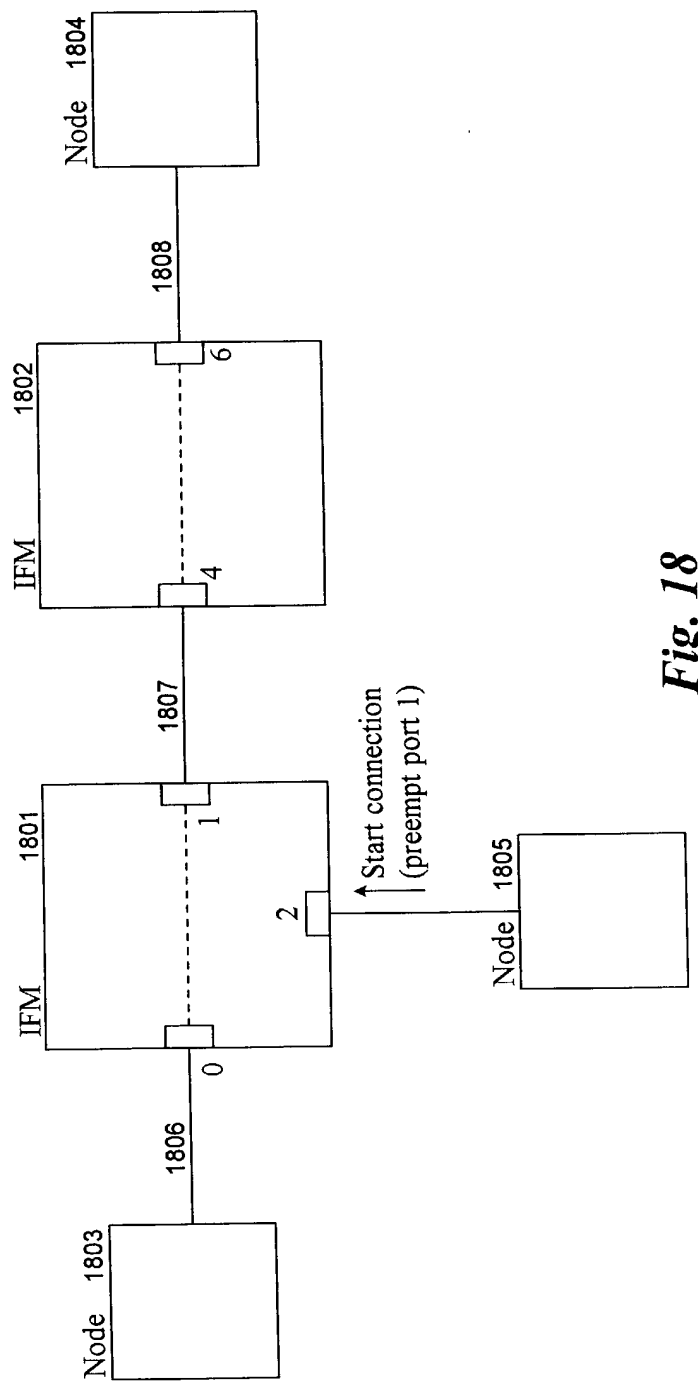 Node 1803
1806
IFM 1801
0
1
2
Start connection
(preempt port 1)
Node 1805
1807
IFM 1802
4
6
1808
Node 1804
Fig. 18